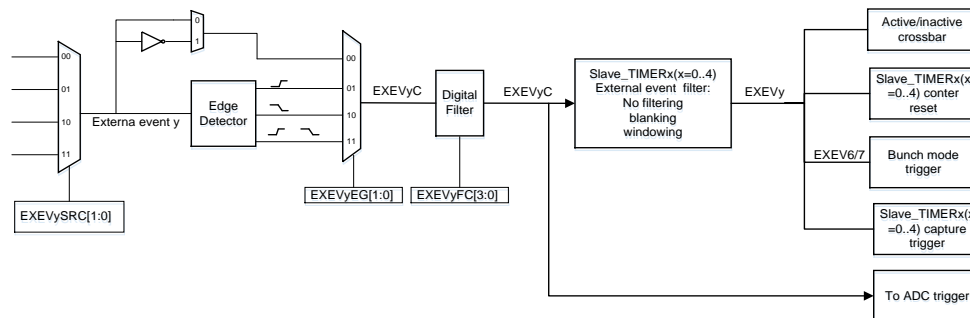 00
01
10
11
EXEVySRC[1:0]
Externa event y
0
1
Edge
Detector
00
01
10
11
EXEVyEG[1:0]
EXEVyC
Digital
Filter
EXEVyFC[3:0]
EXEVyC
Slave_TIMERx(x=0..4)
External event filter:
No filtering
blanking
windowing
EXEVy
EXEV6/7
Active/inactive
crossbar
Slave_TIMERx(x
=0..4) conter
reset
Bunch mode
trigger
Slave_TIMERx(x
=0..4) capture
trigger
To ADC trigger